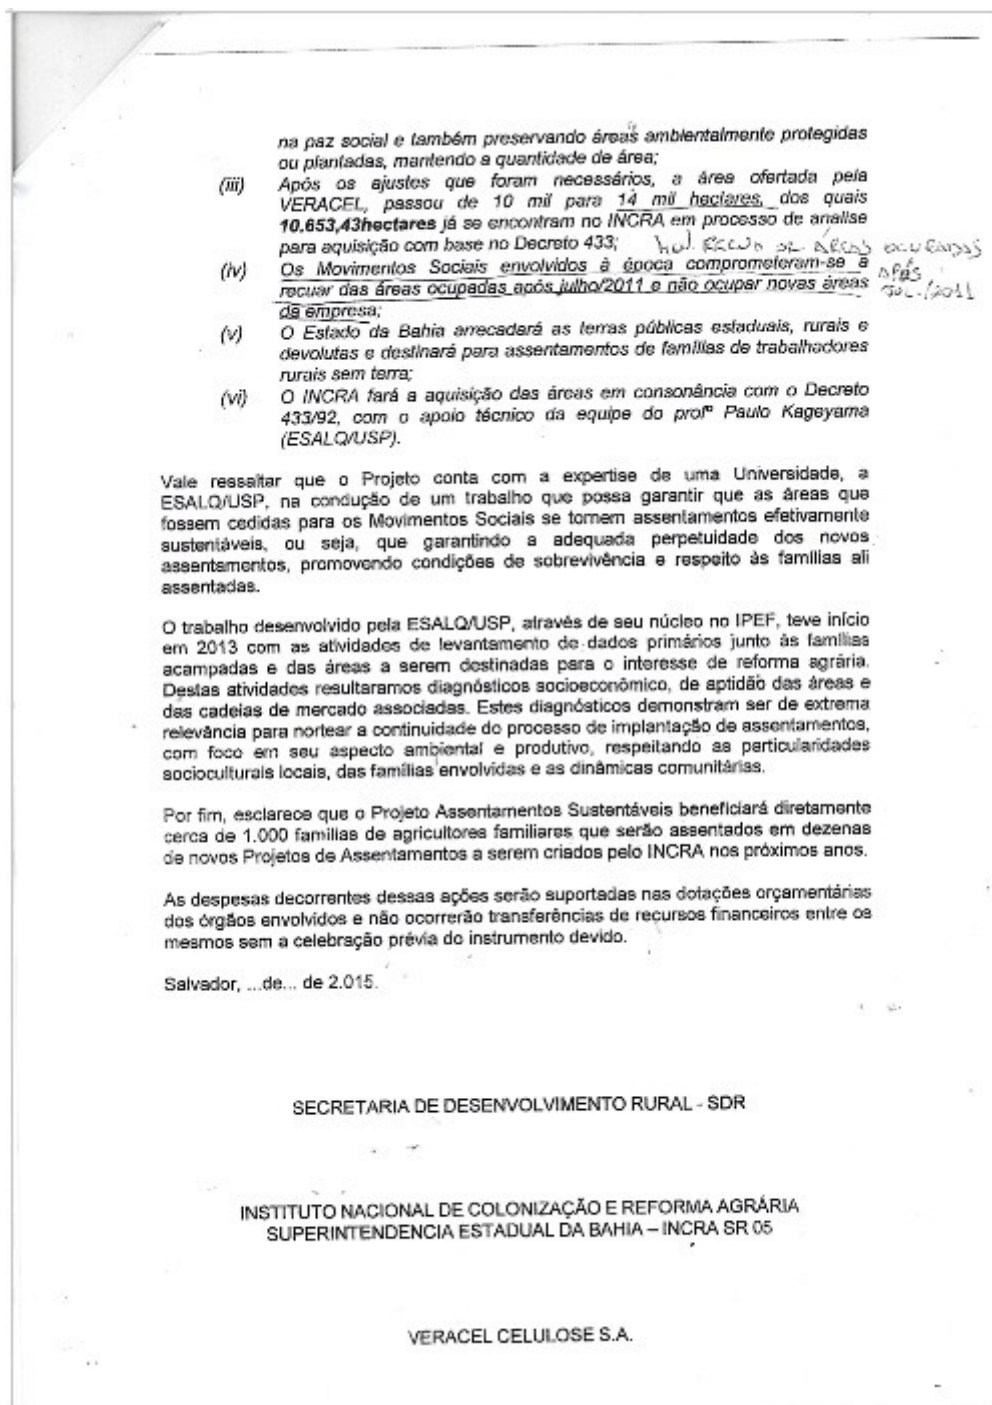 na paz social e também preservando áreas ambientalmente protegidas
ou plantadas, mantendo a quantidade de área;
(iii) Após os ajustes que foram necessários, a área ofertada pela
VERACEL, passou de 10 mil para 14 mil hectares, dos quais
10.653,43hectares já se encontram no INCRA em processo de analise
para aquisição com base no Decreto 433; RECUO DE ÁREAS OCUPADAS
(iv) Os Movimentos Sociais envolvidos à época comprometeram-se a APÓS
recuar das áreas ocupadas após julho/2011 e não ocupar novas áreas JUL./2011
da empresa;
(v) O Estado da Bahia arrecadará as terras públicas estaduais, rurais e
devolutas e destinará para assentamentos de famílias de trabalhadores
rurais sem terra;
(vi) O INCRA fará a aquisição das áreas em consonância com o Decreto
433/92, com o apoio técnico da equipe do profº Paulo Kageyama
(ESALQ/USP).
Vale ressaltar que o Projeto conta com a expertise de uma Universidade, a
ESALQ/USP, na condução de um trabalho que possa garantir que as áreas que
fossem cedidas para os Movimentos Sociais se tornem assentamentos efetivamente
sustentáveis, ou seja, que garantindo a adequada perpetuidade dos novos
assentamentos, promovendo condições de sobrevivência e respeito às famílias ali
assentadas.
O trabalho desenvolvido pela ESALQ/USP, através de seu núcleo no IPEF, teve início
em 2013 com as atividades de levantamento de dados primários junto às famílias
acampadas e das áreas a serem destinadas para o interesse de reforma agrária.
Destas atividades resultaramos diagnósticos socioeconômico, de aptidão das áreas e
das cadeias de mercado associadas. Estes diagnósticos demonstram ser de extrema
relevância para nortear a continuidade do processo de implantação de assentamentos,
com foco em seu aspecto ambiental e produtivo, respeitando as particularidades
socioculturais locais, das famílias envolvidas e as dinâmicas comunitárias.
Por fim, esclarece que o Projeto Assentamentos Sustentáveis beneficiará diretamente
cerca de 1.000 famílias de agricultores familiares que serão assentados em dezenas
de novos Projetos de Assentamentos a serem criados pelo INCRA nos próximos anos.
As despesas decorrentes dessas ações serão suportadas nas dotações orçamentárias
dos órgãos envolvidos e não ocorrerão transferências de recursos financeiros entre os
mesmos sem a celebração prévia do instrumento devido.
Salvador, ...de... de 2.015.
SECRETARIA DE DESENVOLVIMENTO RURAL - SDR
INSTITUTO NACIONAL DE COLONIZAÇÃO E REFORMA AGRÁRIA
SUPERINTENDENCIA ESTADUAL DA BAHIA – INCRA SR 05
VERACEL CELULOSE S.A.